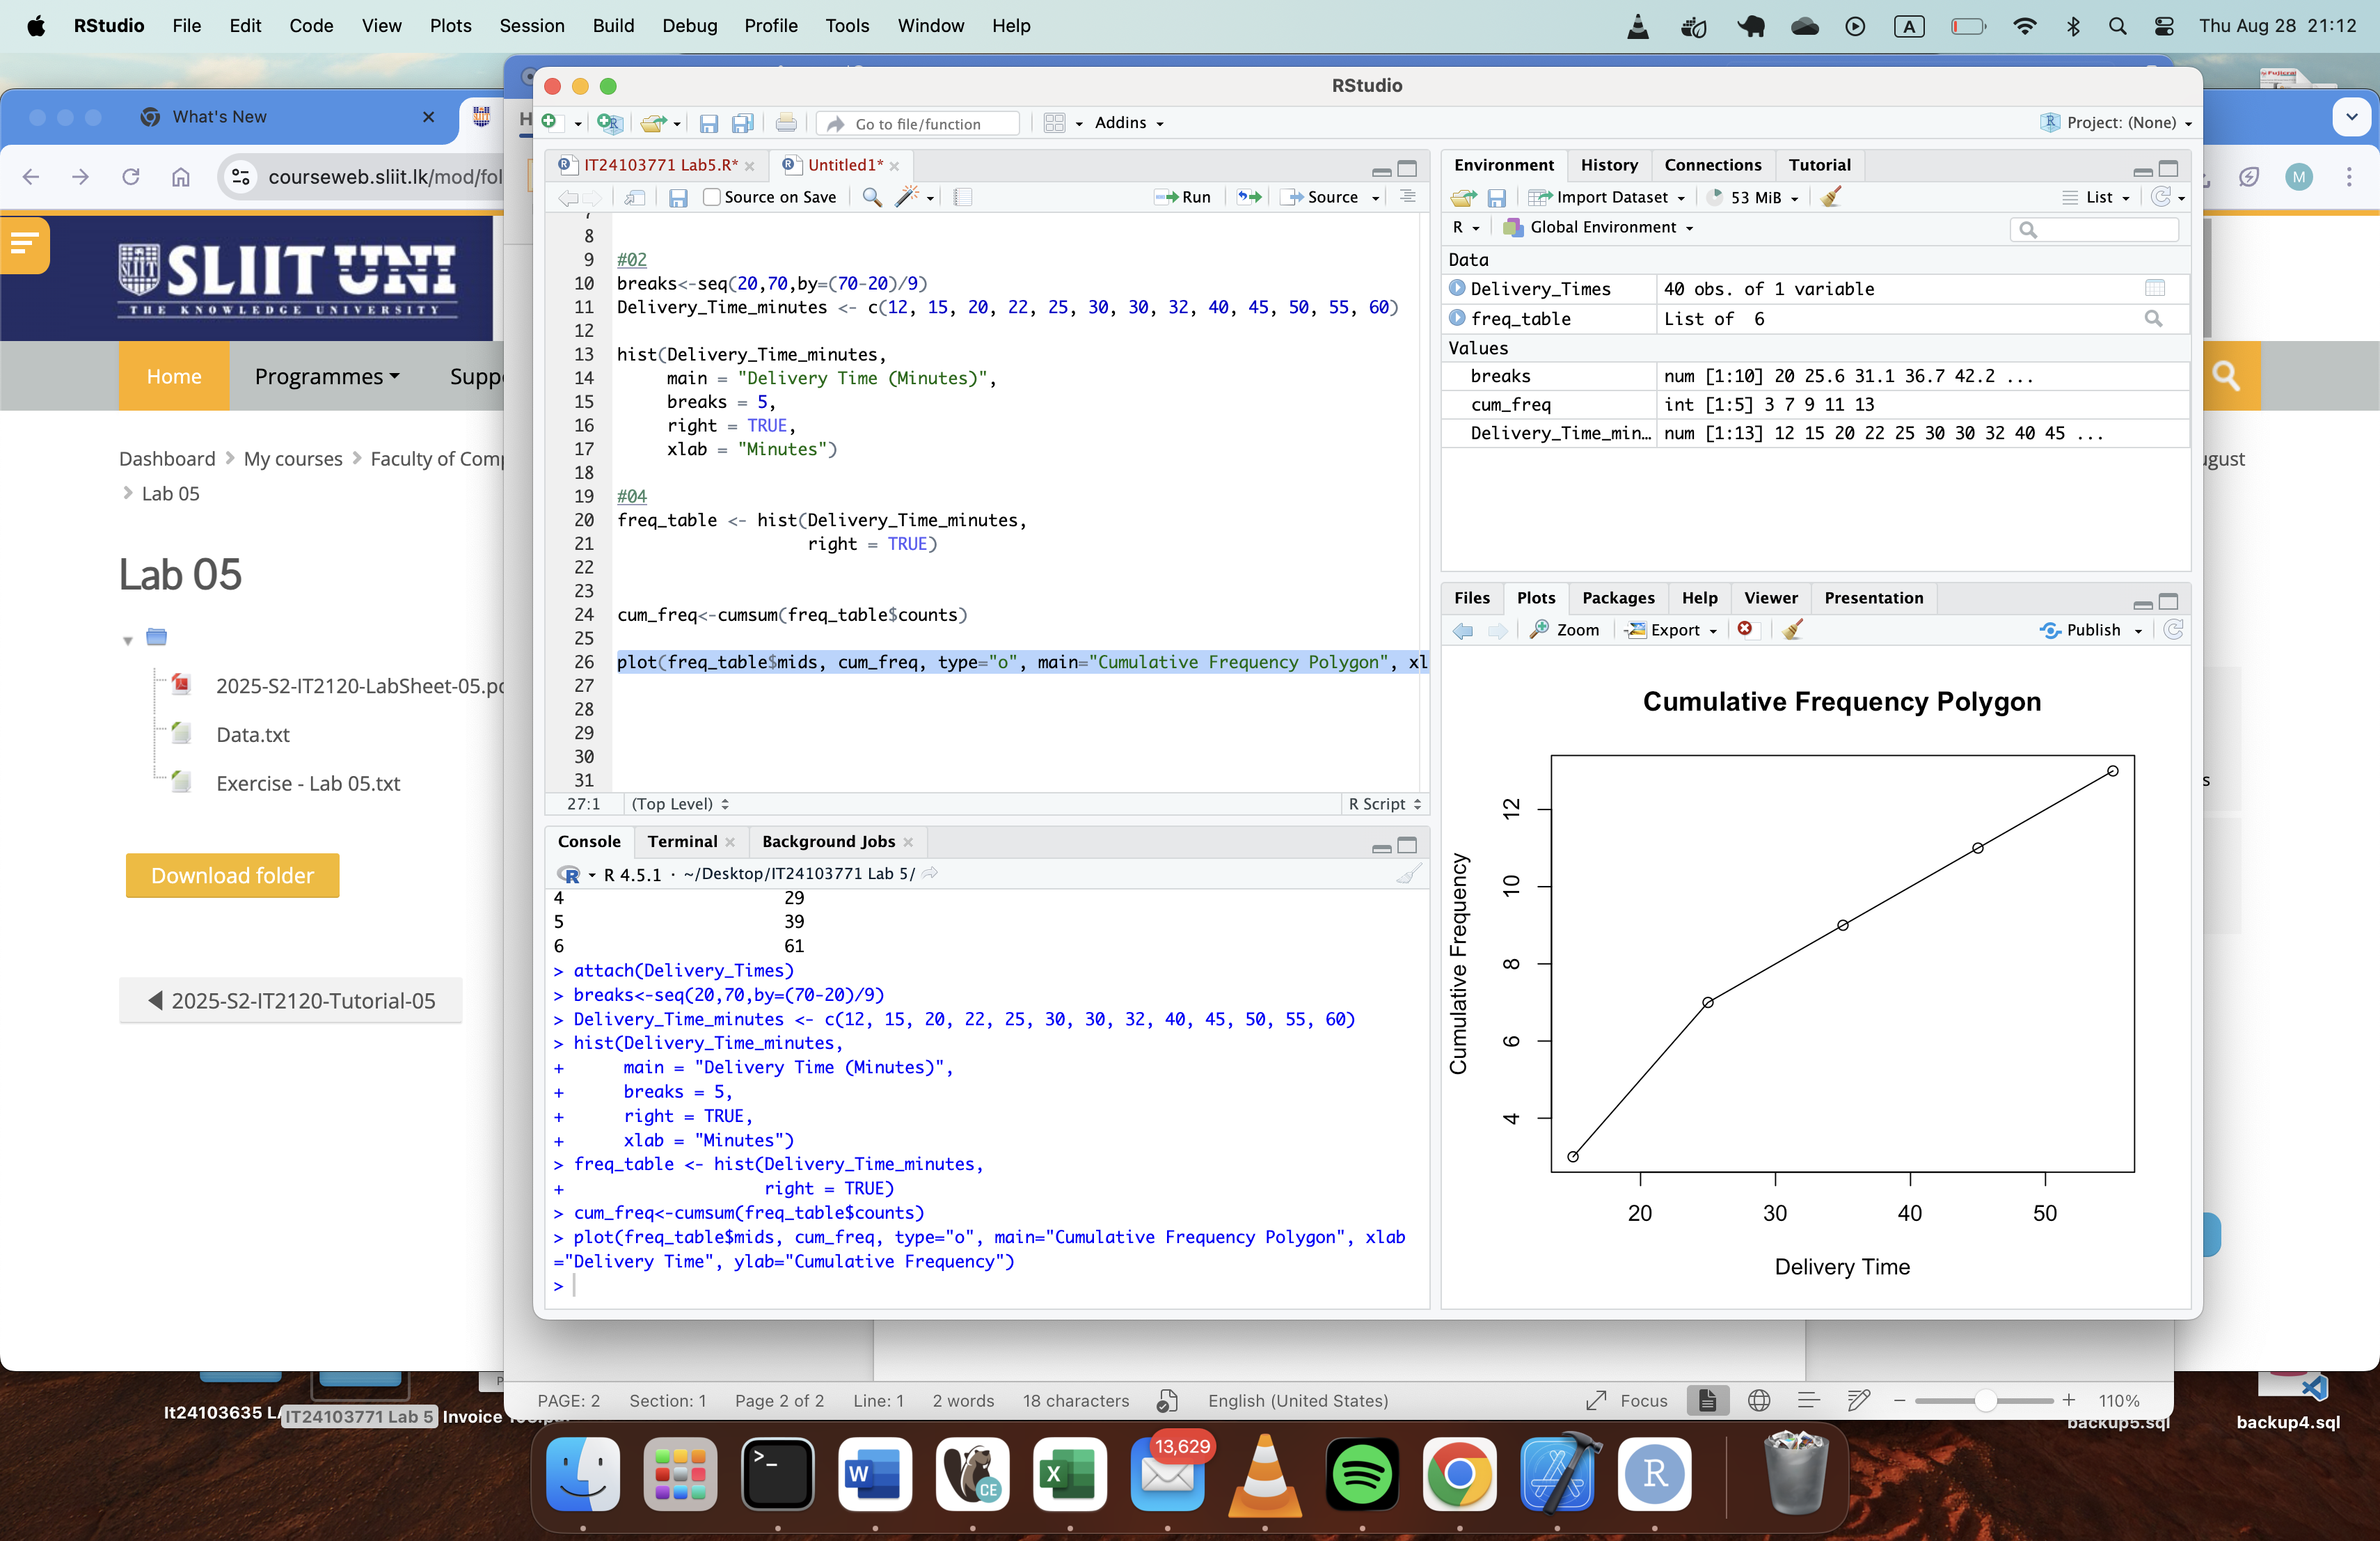 RStudio File Edit Code View Plots Session Build Debug Profile Tools Window Help
A
Thu Aug 28 21:12
What's New
courseweb.sliit.lk/mod/fol
M
SLIIT UNI
THE KNOWLEDGE UNIVERSITY
Home Programmes Suppo
Dashboard My courses Faculty of Comp
Lab 05
Lab 05
2025-S2-IT2120-LabSheet-05.pd
Data.txt
Exercise - Lab 05.txt
Download folder
2025-S2-IT2120-Tutorial-05
RStudio
Go to file/function
Addins
Project: (None)
IT24103771 Lab5.R*
Untitled1*
Source on Save
Run
Source
7
8
9 #02
10 breaks<-seq(20,70,by=(70-20)/9)
11 Delivery_Time_minutes <- c(12, 15, 20, 22, 25, 30, 30, 32, 40, 45, 50, 55, 60)
12
13 hist(Delivery_Time_minutes,
14 main = "Delivery Time (Minutes)",
15 breaks = 5,
16 right = TRUE,
17 xlab = "Minutes")
18
19 #04
20 freq_table <- hist(Delivery_Time_minutes,
21 right = TRUE)
22
23
24 cum_freq<-cumsum(freq_table$counts)
25
26 plot(freq_table$mids, cum_freq, type="o", main="Cumulative Frequency Polygon", xl
27
28
29
30
31
27:1 (Top Level) R Script
Console Terminal Background Jobs
R 4.5.1 · ~/Desktop/IT24103771 Lab 5/
4 29
5 39
6 61
> attach(Delivery_Times)
> breaks<-seq(20,70,by=(70-20)/9)
> Delivery_Time_minutes <- c(12, 15, 20, 22, 25, 30, 30, 32, 40, 45, 50, 55, 60)
> hist(Delivery_Time_minutes,
+ main = "Delivery Time (Minutes)",
+ breaks = 5,
+ right = TRUE,
+ xlab = "Minutes")
> freq_table <- hist(Delivery_Time_minutes,
+ right = TRUE)
> cum_freq<-cumsum(freq_table$counts)
> plot(freq_table$mids, cum_freq, type="o", main="Cumulative Frequency Polygon", xlab
="Delivery Time", ylab="Cumulative Frequency")
>
Environment History Connections Tutorial
Import Dataset 53 MiB List
R Global Environment
Data
Delivery_Times 40 obs. of 1 variable
freq_table List of 6
Values
breaks num [1:10] 20 25.6 31.1 36.7 42.2 ...
cum_freq int [1:5] 3 7 9 11 13
Delivery_Time_min… num [1:13] 12 15 20 22 25 30 30 32 40 45 ...
Files Plots Packages Help Viewer Presentation
Zoom Export Publish
Cumulative Frequency Polygon
Cumulative Frequency
12
10
8
6
4
20 30 40 50
Delivery Time
PAGE: 2 Section: 1 Page 2 of 2 Line: 1 2 words 18 characters English (United States) Focus 110%
IT24103771 Lab 5
backup5.sql
backup4.sql
13,629
CE